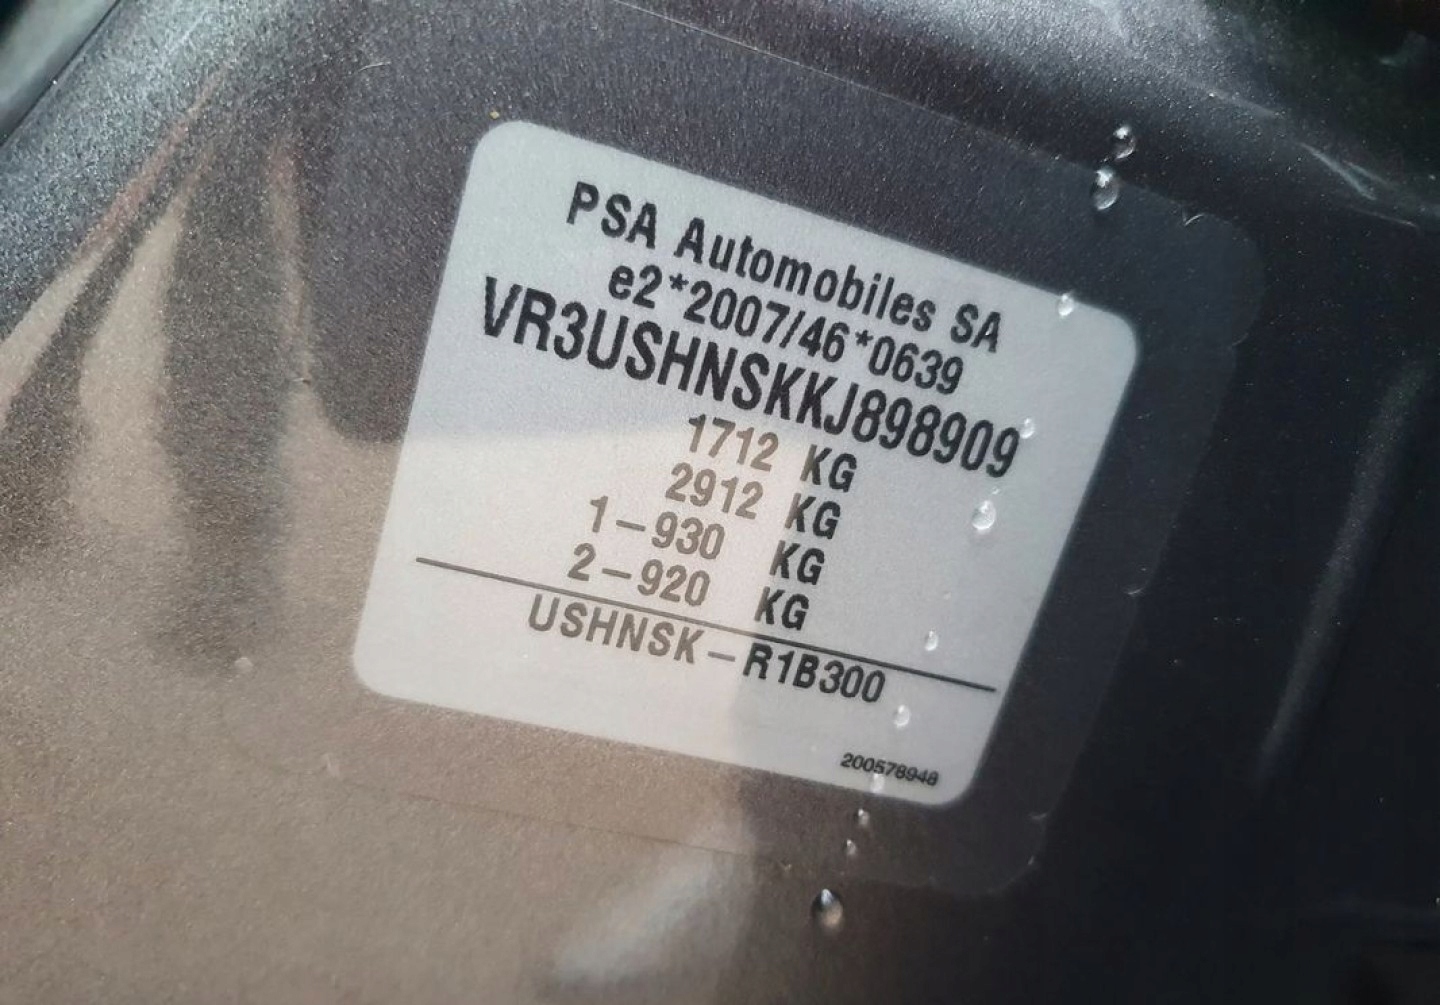 PSA Automobiles SA
e2*2007/46*0639
VR3USHNSKKJ898909
1712 KG
2912 KG
1-930 KG
2-920 KG
USHNSK-R1B300
200578948